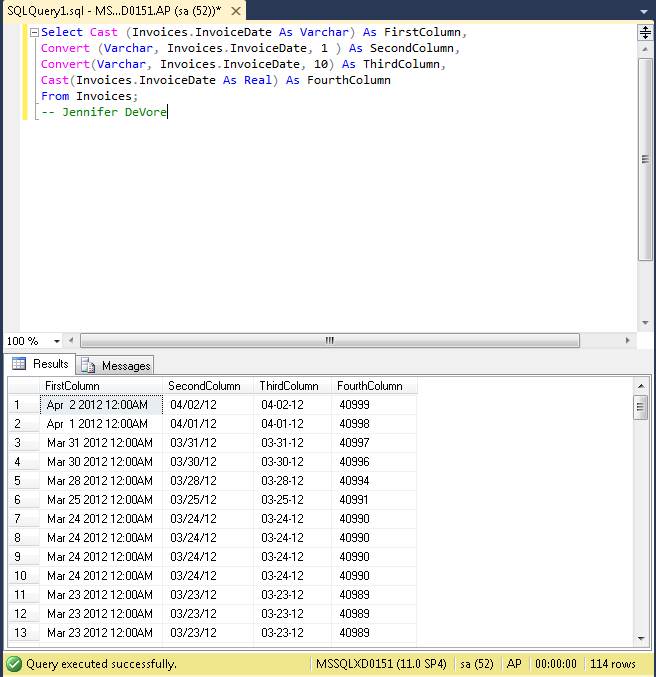 SQLQuery1.sql - MS...D0151.AP (sa (52))*
Select Cast (Invoices.InvoiceDate As Varchar) As FirstColumn,
Convert (Varchar, Invoices.InvoiceDate, 1 ) As SecondColumn,
Convert(Varchar, Invoices.InvoiceDate, 10) As ThirdColumn,
Cast(Invoices.InvoiceDate As Real) As FourthColumn
From Invoices;
-- Jennifer DeVore
100 %
Results Messages
FirstColumn SecondColumn ThirdColumn FourthColumn
1 Apr 2 2012 12:00AM 04/02/12 04-02-12 40999
2 Apr 1 2012 12:00AM 04/01/12 04-01-12 40998
3 Mar 31 2012 12:00AM 03/31/12 03-31-12 40997
4 Mar 30 2012 12:00AM 03/30/12 03-30-12 40996
5 Mar 28 2012 12:00AM 03/28/12 03-28-12 40994
6 Mar 25 2012 12:00AM 03/25/12 03-25-12 40991
7 Mar 24 2012 12:00AM 03/24/12 03-24-12 40990
8 Mar 24 2012 12:00AM 03/24/12 03-24-12 40990
9 Mar 24 2012 12:00AM 03/24/12 03-24-12 40990
10 Mar 24 2012 12:00AM 03/24/12 03-24-12 40990
11 Mar 23 2012 12:00AM 03/23/12 03-23-12 40989
12 Mar 23 2012 12:00AM 03/23/12 03-23-12 40989
13 Mar 23 2012 12:00AM 03/23/12 03-23-12 40989
Query executed successfully. MSSQLXD0151 (11.0 SP4) sa (52) AP 00:00:00 114 rows